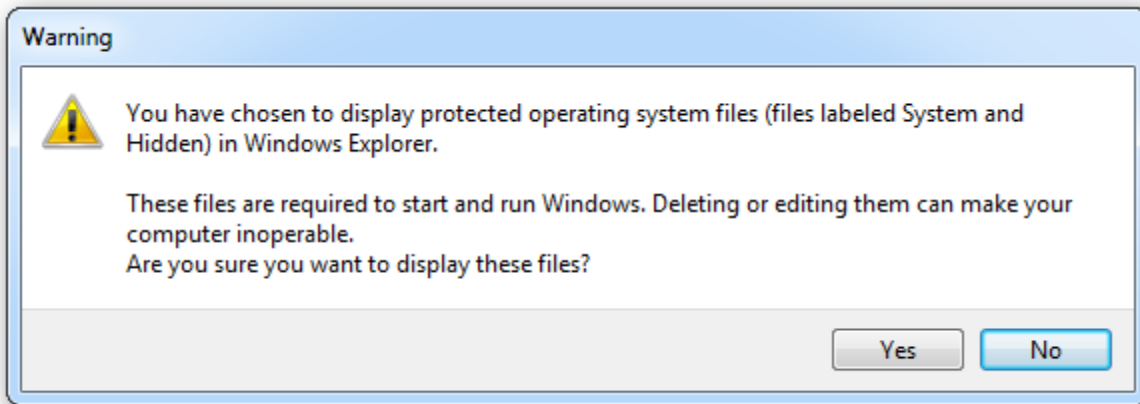 Warning
You have chosen to display protected operating system files (files labeled System and
Hidden) in Windows Explorer.
These files are required to start and run Windows. Deleting or editing them can make your
computer inoperable.
Are you sure you want to display these files?
Yes
No